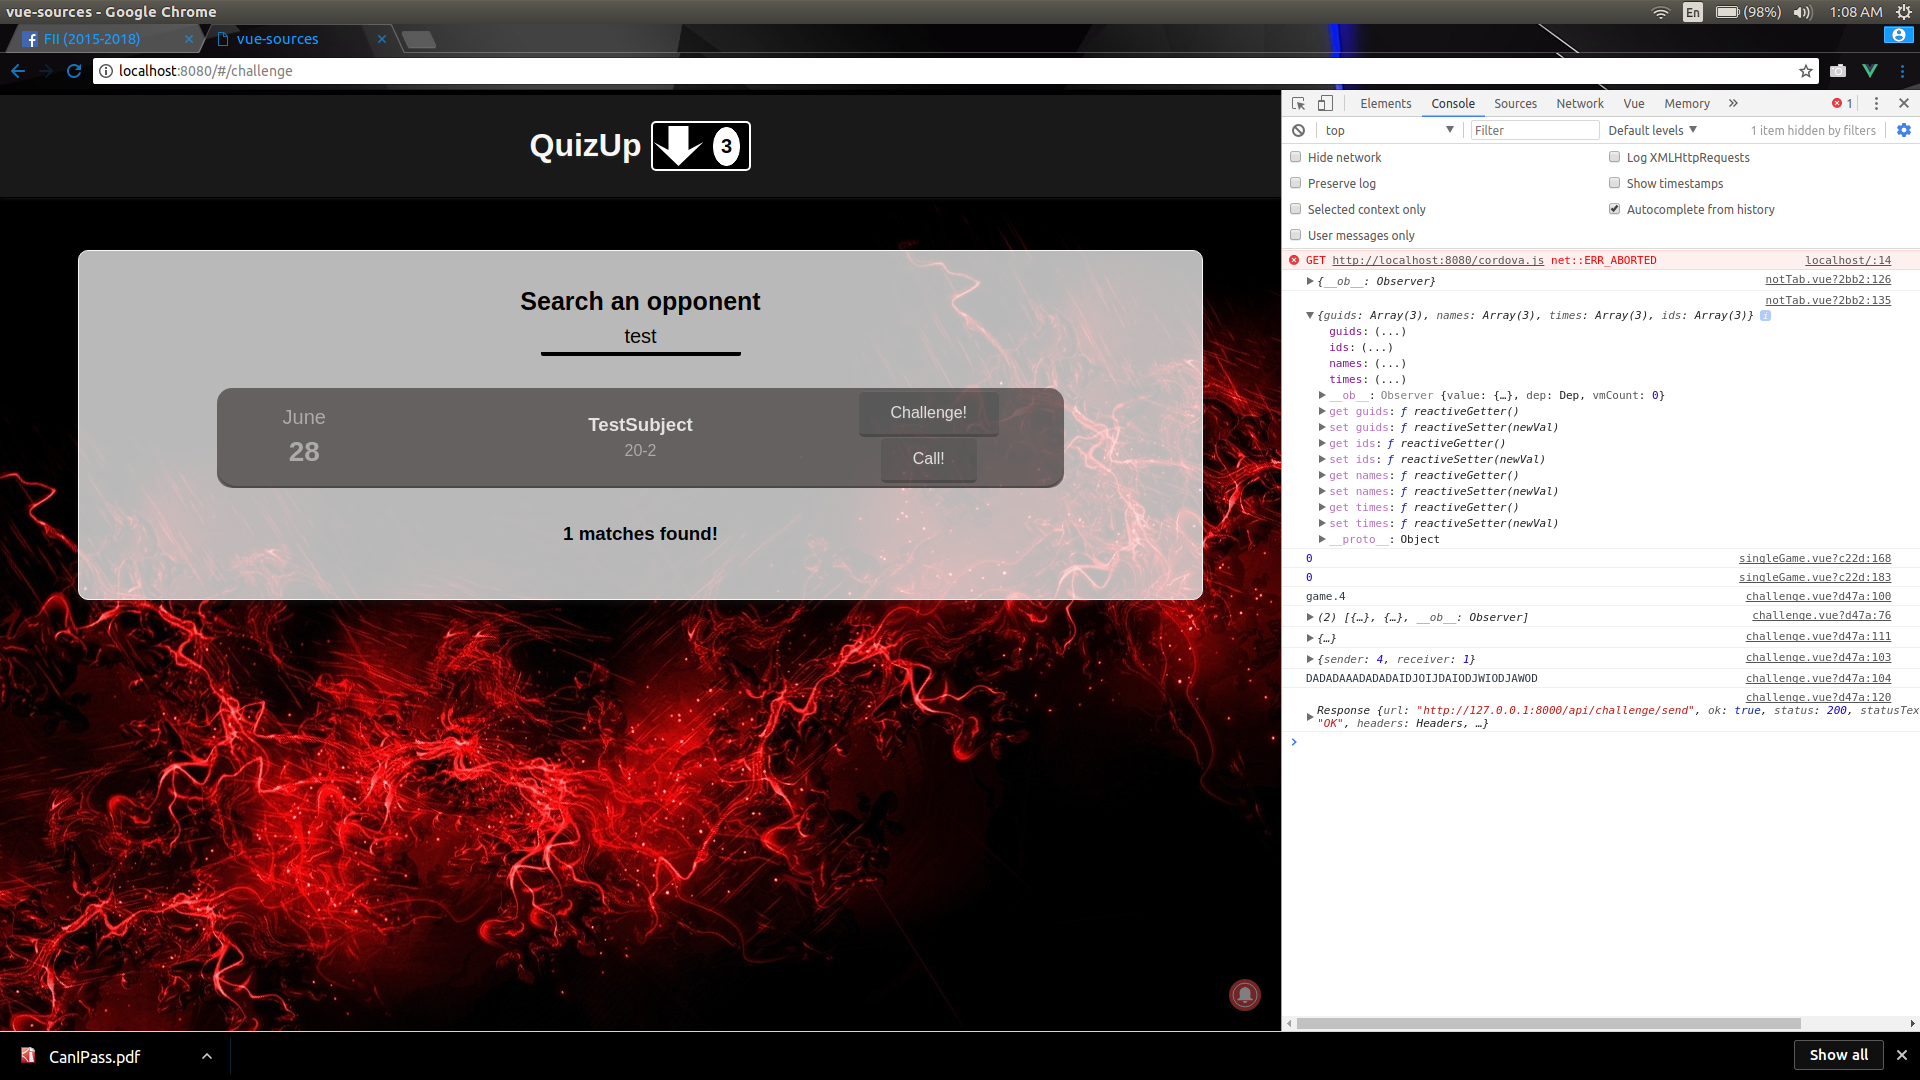 vue-sources - Google Chrome
En
(98%)
1:08 AM
FII (2015-2018)
vue-sources
localhost:8080/#/challenge
QuizUp
3
Search an opponent
test
June
28
TestSubject
20-2
Challenge!
Call!
1 matches found!
Elements Console Sources Network Vue Memory » 1
top Filter Default levels 1 item hidden by filters
Hide network
Log XMLHttpRequests
Preserve log
Show timestamps
Selected context only
Autocomplete from history
User messages only
GET http://localhost:8080/cordova.js net::ERR_ABORTED localhost/:14
{__ob__: Observer} notTab.vue?2bb2:126
notTab.vue?2bb2:135
{guids: Array(3), names: Array(3), times: Array(3), ids: Array(3)} i
guids: (...)
ids: (...)
names: (...)
times: (...)
__ob__: Observer {value: {…}, dep: Dep, vmCount: 0}
get guids: ƒ reactiveGetter()
set guids: ƒ reactiveSetter(newVal)
get ids: ƒ reactiveGetter()
set ids: ƒ reactiveSetter(newVal)
get names: ƒ reactiveGetter()
set names: ƒ reactiveSetter(newVal)
get times: ƒ reactiveGetter()
set times: ƒ reactiveSetter(newVal)
__proto__: Object
0 singleGame.vue?c22d:168
0 singleGame.vue?c22d:183
game.4 challenge.vue?d47a:100
(2) [{…}, {…}, __ob__: Observer] challenge.vue?d47a:76
{…} challenge.vue?d47a:111
{sender: 4, receiver: 1} challenge.vue?d47a:103
DADADAAADADADAIDJOIJDAIODJWIODJAWOD challenge.vue?d47a:104
challenge.vue?d47a:120
Response {url: "http://127.0.0.1:8000/api/challenge/send", ok: true, status: 200, statusTex
"OK", headers: Headers, …}
CanIPass.pdf
Show all